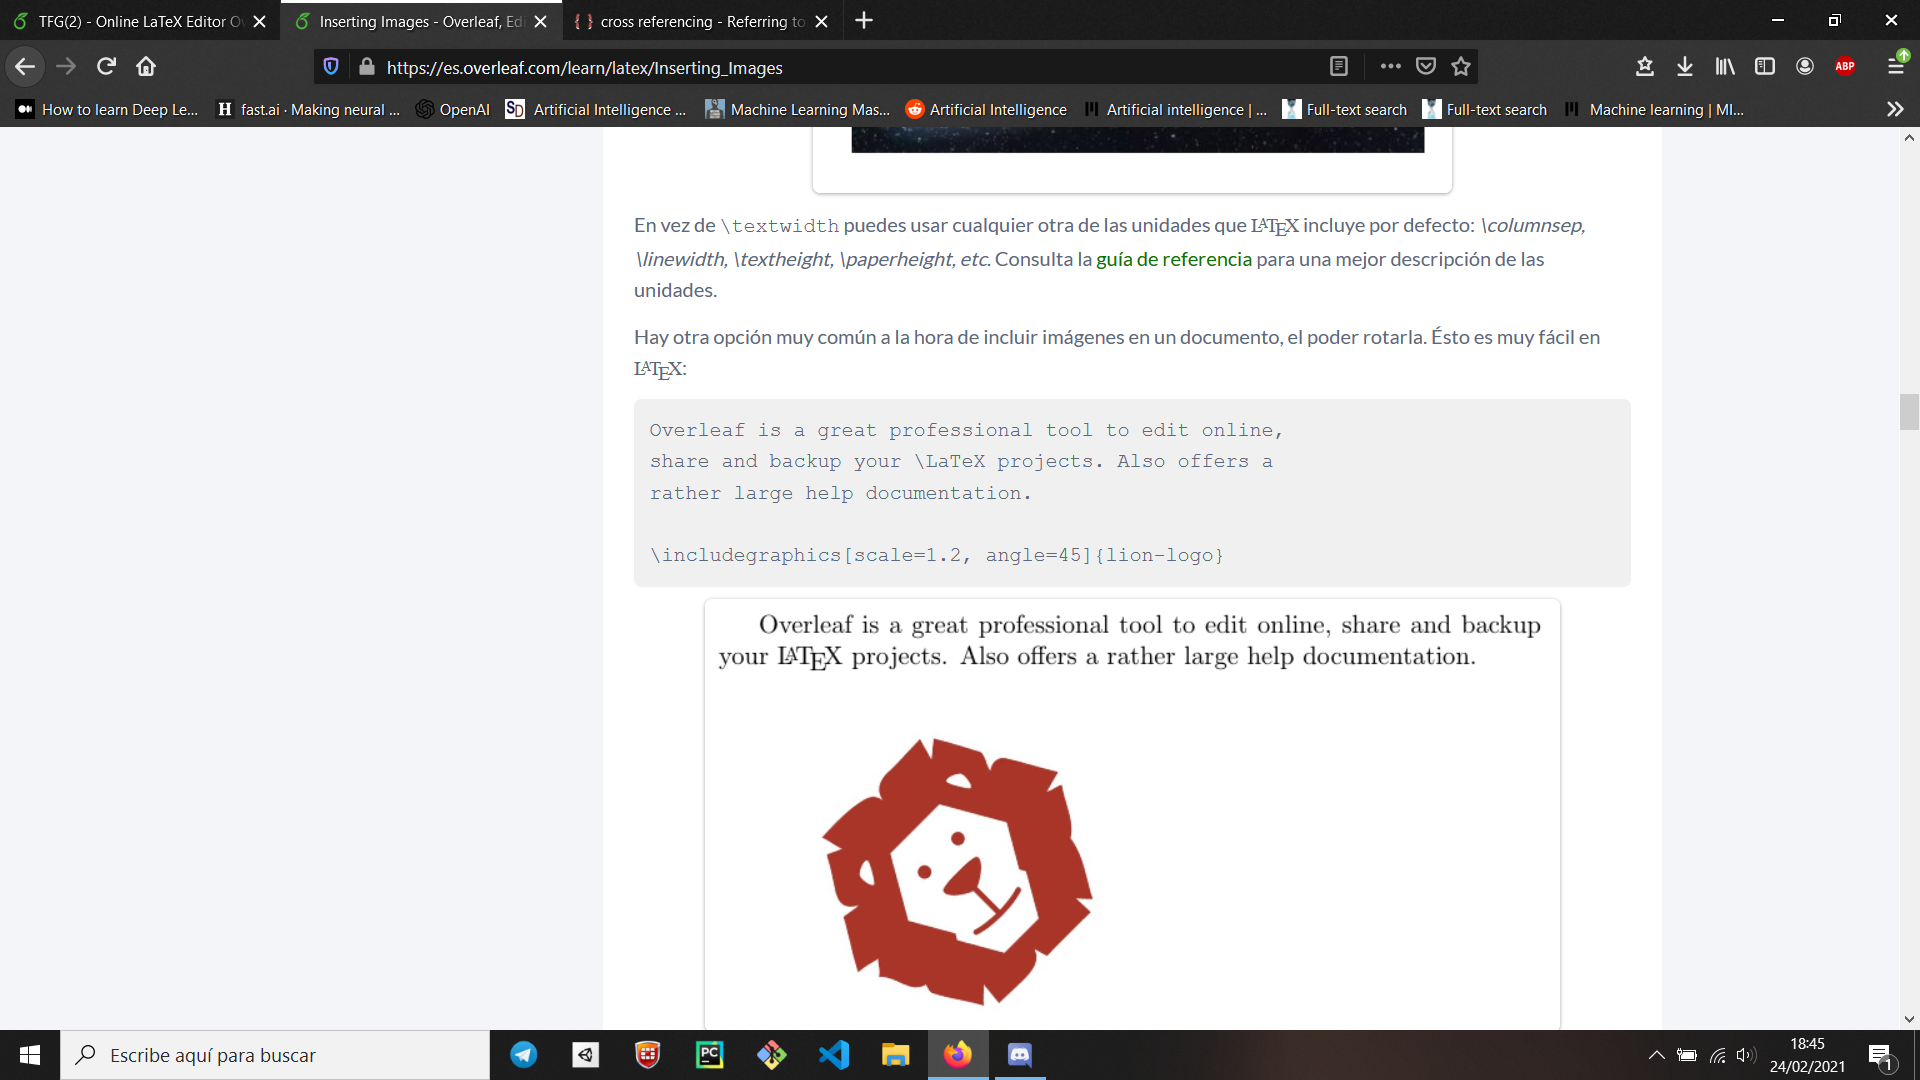 TFG(2) - Online LaTeX Editor Ov
Inserting Images - Overleaf, Edi
cross referencing - Referring to
https://es.overleaf.com/learn/latex/Inserting_Images
ABP
How to learn Deep Le...
H fast.ai · Making neural ...
OpenAI
SD Artificial Intelligence ...
Machine Learning Mas...
Artificial Intelligence
Artificial intelligence | ...
Full-text search
Full-text search
Machine learning | MI...
En vez de \textwidth puedes usar cualquier otra de las unidades que LATEX incluye por defecto: \columnsep,
\linewidth, \textheight, \paperheight, etc. Consulta la guía de referencia para una mejor descripción de las
unidades.
Hay otra opción muy común a la hora de incluir imágenes en un documento, el poder rotarla. Ésto es muy fácil en
LATEX:
Overleaf is a great professional tool to edit online,
share and backup your \LaTeX projects. Also offers a
rather large help documentation.
\includegraphics[scale=1.2, angle=45]{lion-logo}
Overleaf is a great professional tool to edit online, share and backup
your LATEX projects. Also offers a rather large help documentation.
Escribe aquí para buscar
PC
18:45
24/02/2021
1